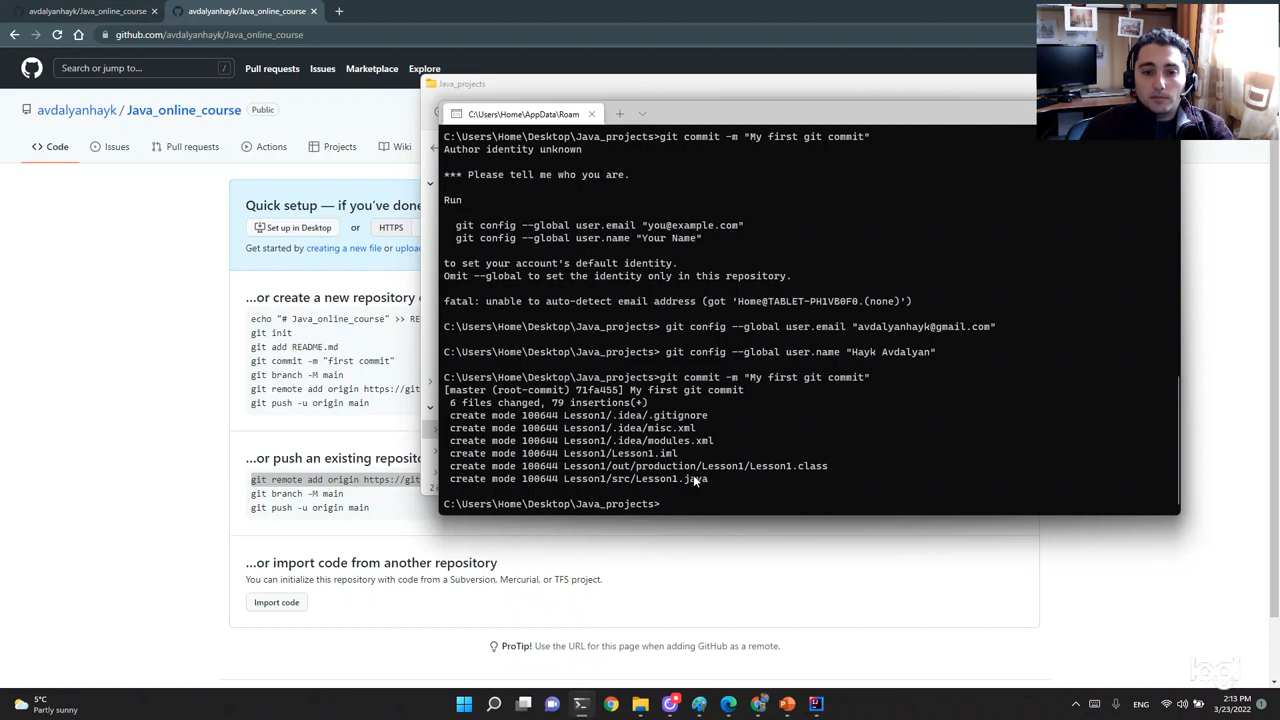 avdalyanhayk/Java_online_course
avdalyanhayk/Java_online_course
github.com/avdalyanhayk/Java_online_course
Search or jump to...
/
Pull requests
Issues
Marketplace
Explore
avdalyanhayk / Java_online_course
Public
Code
Issues
Pull requests
Actions
Projects
Wiki
Quick setup — if you've done
Set up in Desktop
or
HTTPS
Get started by creating a new file or uploa
...or create a new repository
echo "# Java_online_course" >> RE
git init
git add README.md
git commit -m "first commit"
git branch -M main
git remote add origin https://git
git push -u origin main
...or push an existing repositor
git remote add origin https://git
git branch -M main
git push -u origin main
...or import code from another repository
You can initialize this repository with code from a Subversion, Mercurial, or TFS project.
Import code
ProTip! Use the URL for this page when adding GitHub as a remote.
Java_projects
C:\Users\Home\AppData\Roam
C:\Users\Home\Desktop\Java_projects>git commit -m "My first git commit"
Author identity unknown
*** Please tell me who you are.
Run
git config --global user.email "you@example.com"
git config --global user.name "Your Name"
to set your account's default identity.
Omit --global to set the identity only in this repository.
fatal: unable to auto-detect email address (got 'Home@TABLET-PH1VB0F0.(none)')
C:\Users\Home\Desktop\Java_projects> git config --global user.email "avdalyanhayk@gmail.com"
C:\Users\Home\Desktop\Java_projects> git config --global user.name "Hayk Avdalyan"
C:\Users\Home\Desktop\Java_projects>git commit -m "My first git commit"
[master (root-commit) 71fa455] My first git commit
6 files changed, 79 insertions(+)
create mode 100644 Lesson1/.idea/.gitignore
create mode 100644 Lesson1/.idea/misc.xml
create mode 100644 Lesson1/.idea/modules.xml
create mode 100644 Lesson1/Lesson1.iml
create mode 100644 Lesson1/out/production/Lesson1/Lesson1.class
create mode 100644 Lesson1/src/Lesson1.java
C:\Users\Home\Desktop\Java_projects>
logi
5°C
Partly sunny
ENG
2:13 PM
3/23/2022